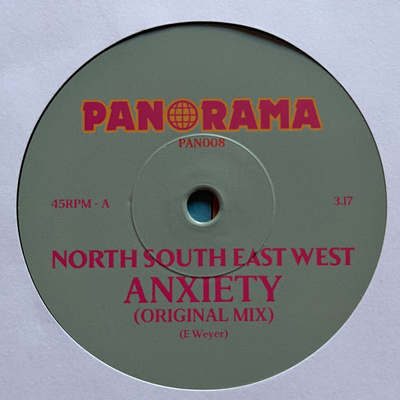 PANORAMA
PAN008
45RPM - A 3.17
NORTH SOUTH EAST WEST
ANXIETY
(ORIGINAL MIX)
(E Weyer)